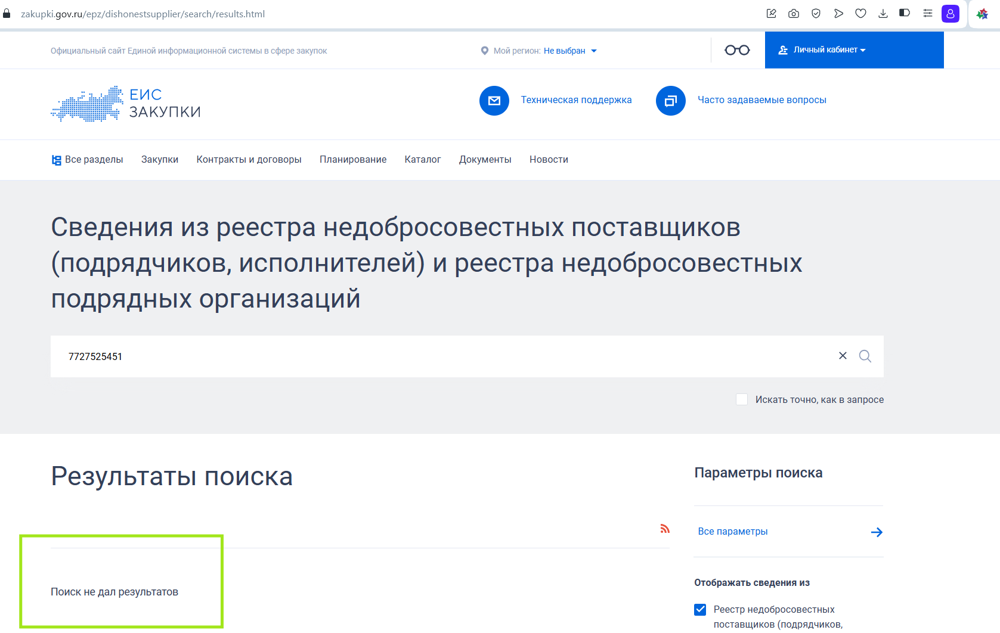 zakupki.gov.ru/epz/dishonestsupplier/search/results.html
Официальный сайт Единой информационной системы в сфере закупок
Мой регион: Не выбран
Личный кабинет
ЕИС
ЗАКУПКИ
Техническая поддержка
Часто задаваемые вопросы
Все разделы
Закупки
Контракты и договоры
Планирование
Каталог
Документы
Новости
Сведения из реестра недобросовестных поставщиков
(подрядчиков, исполнителей) и реестра недобросовестных
подрядных организаций
7727525451
Искать точно, как в запросе
Результаты поиска
Поиск не дал результатов
Параметры поиска
Все параметры
Отображать сведения из
Реестр недобросовестных
поставщиков (подрядчиков,